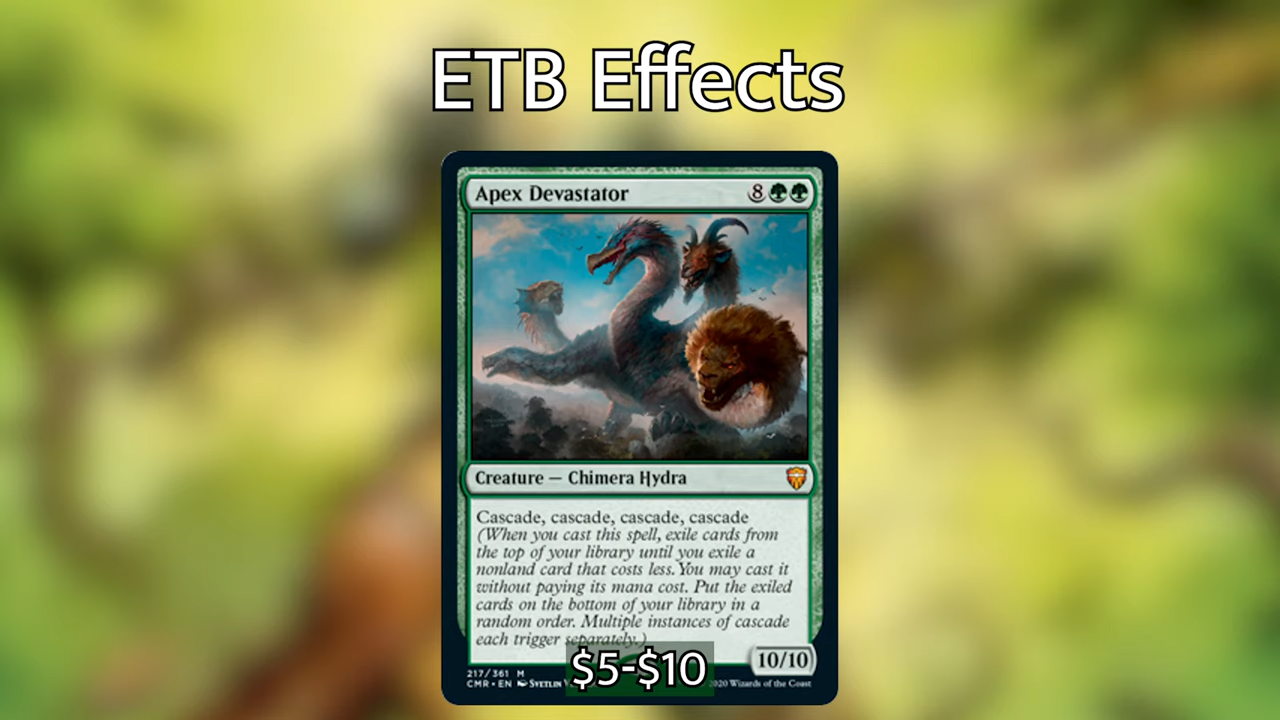 ETB Effects
Apex Devastator 8
Creature — Chimera Hydra
Cascade, cascade, cascade, cascade
(When you cast this spell, exile cards from
the top of your library until you exile a
nonland card that costs less. You may cast it
without paying its mana cost. Put the exiled
cards on the bottom of your library in a
random order. Multiple instances of cascade
each trigger separately.)
10/10
$5-$10
217/361 M
CMR • EN SVETLIN 2020 Wizards of the Coast